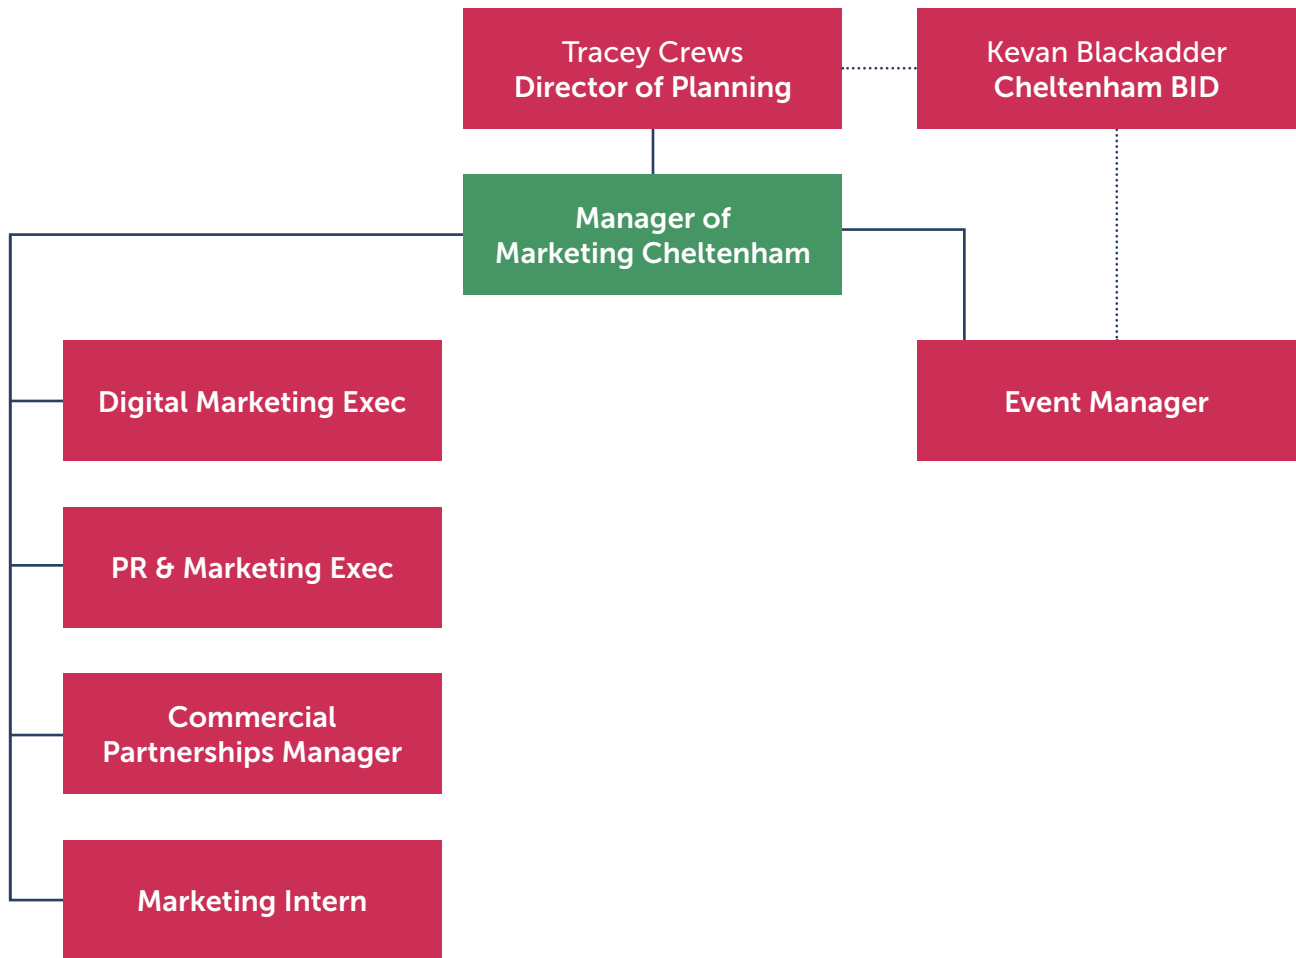 Tracey Crews
Director of Planning
Kevan Blackadder
Cheltenham BID
Manager of
Marketing Cheltenham
Digital Marketing Exec
Event Manager
PR & Marketing Exec
Commercial
Partnerships Manager
Marketing Intern